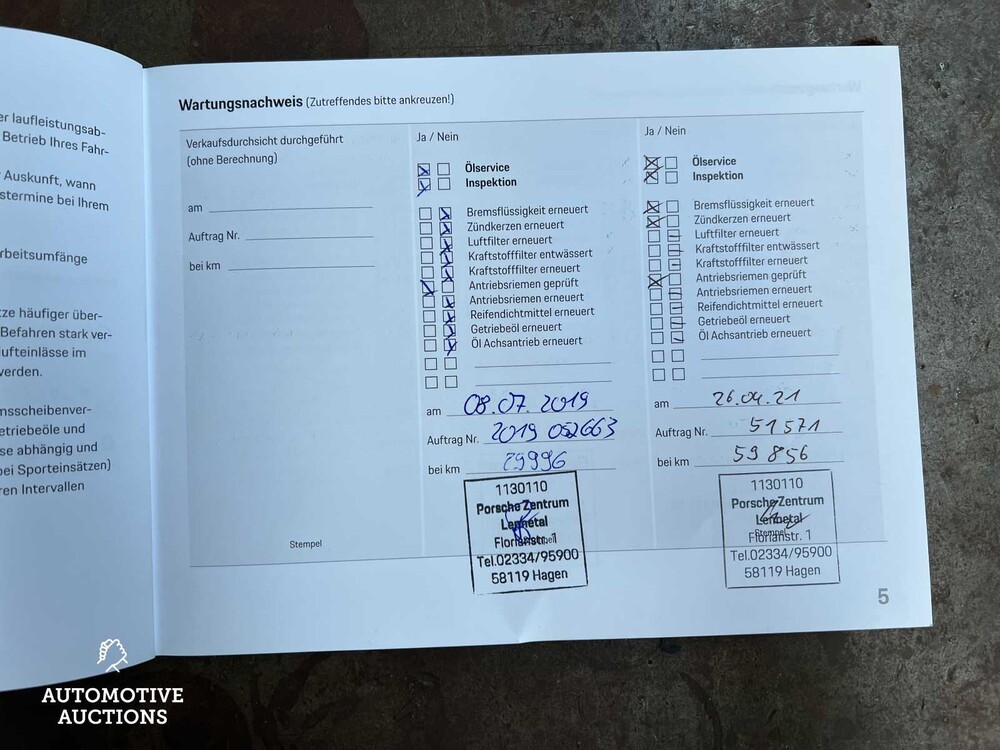 er laufleistungsab-
Betrieb Ihres Fahr-
Auskunft, wann
stermine bei Ihrem
rbeitsumfänge
tze häufiger über-
Befahren stark ver-
ufteinlässe im
verden.
msscheibenver-
etriebeöle und
se abhängig und
bei Sporteinsätzen)
ren Intervallen
Wartungsnachweis (Zutreffendes bitte ankreuzen!)
Verkaufsdurchsicht durchgeführt
(ohne Berechnung)
am
Auftrag Nr.
bei km
Stempel
Ja / Nein
Ölservice
Inspektion
Bremsflüssigkeit erneuert
Zündkerzen erneuert
Luftfilter erneuert
Kraftstofffilter entwässert
Kraftstofffilter erneuert
Antriebsriemen geprüft
Antriebsriemen erneuert
Reifendichtmittel erneuert
Getriebeöl erneuert
Öl Achsantrieb erneuert
am 08.07.2019
Auftrag Nr. 2019 052663
bei km 29996
1130110
Porsche Zentrum
Lennetal
Florianstr. 1
Tel.02334/95900
58119 Hagen
Ja / Nein
Ölservice
Inspektion
Bremsflüssigkeit erneuert
Zündkerzen erneuert
Luftfilter erneuert
Kraftstofffilter entwässert
Kraftstofffilter erneuert
Antriebsriemen geprüft
Antriebsriemen erneuert
Reifendichtmittel erneuert
Getriebeöl erneuert
Öl Achsantrieb erneuert
am 26.04.21
Auftrag Nr. 51571
bei km 59856
1130110
Porsche Zentrum
Lennetal
Stempel
Florianstr. 1
Tel.02334/95900
58119 Hagen
5
AUTOMOTIVE
AUCTIONS